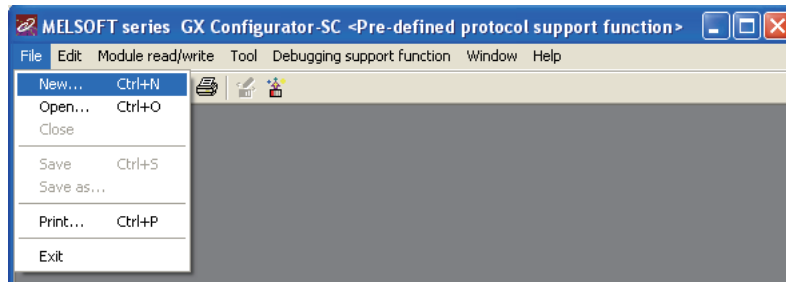 MELSOFT series GX Configurator-SC <Pre-defined protocol support function>
File Edit Module read/write Tool Debugging support function Window Help
New... Ctrl+N
Open... Ctrl+O
Close
Save Ctrl+S
Save as...
Print... Ctrl+P
Exit